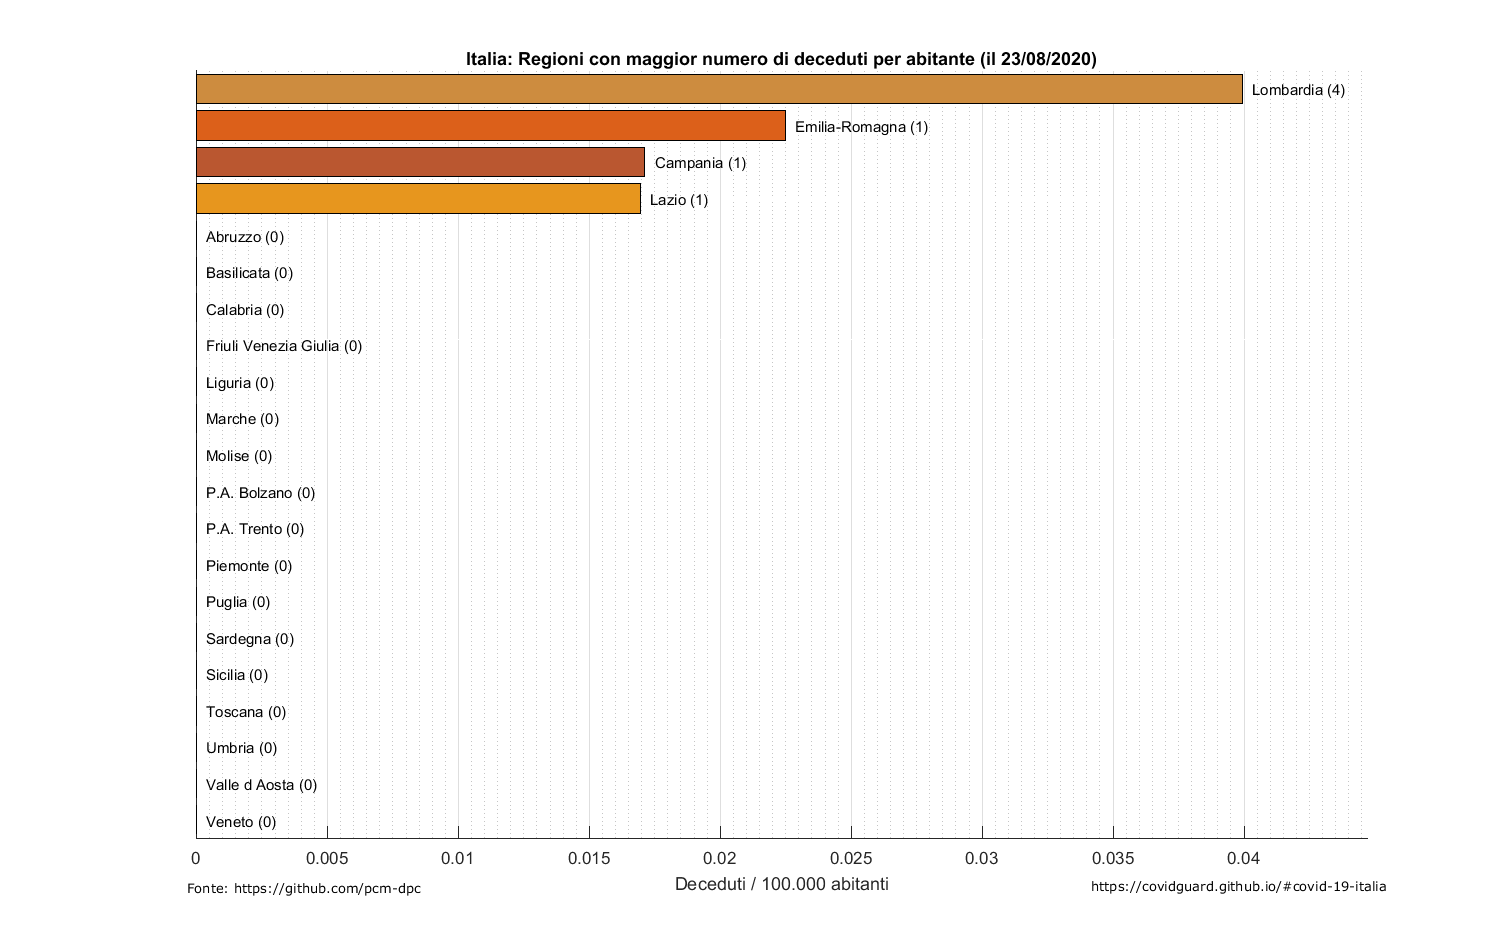 Italia: Regioni con maggior numero di deceduti per abitante (il 23/08/2020)
Lombardia (4)
Emilia-Romagna (1)
Campania (1)
Lazio (1)
Abruzzo (0)
Basilicata (0)
Calabria (0)
Friuli Venezia Giulia (0)
Liguria (0)
Marche (0)
Molise (0)
P.A. Bolzano (0)
P.A. Trento (0)
Piemonte (0)
Puglia (0)
Sardegna (0)
Sicilia (0)
Toscana (0)
Umbria (0)
Valle d Aosta (0)
Veneto (0)
0 0.005 0.01 0.015 0.02 0.025 0.03 0.035 0.04
Fonte: https://github.com/pcm-dpc Deceduti / 100.000 abitanti https://covidguard.github.io/#covid-19-italia